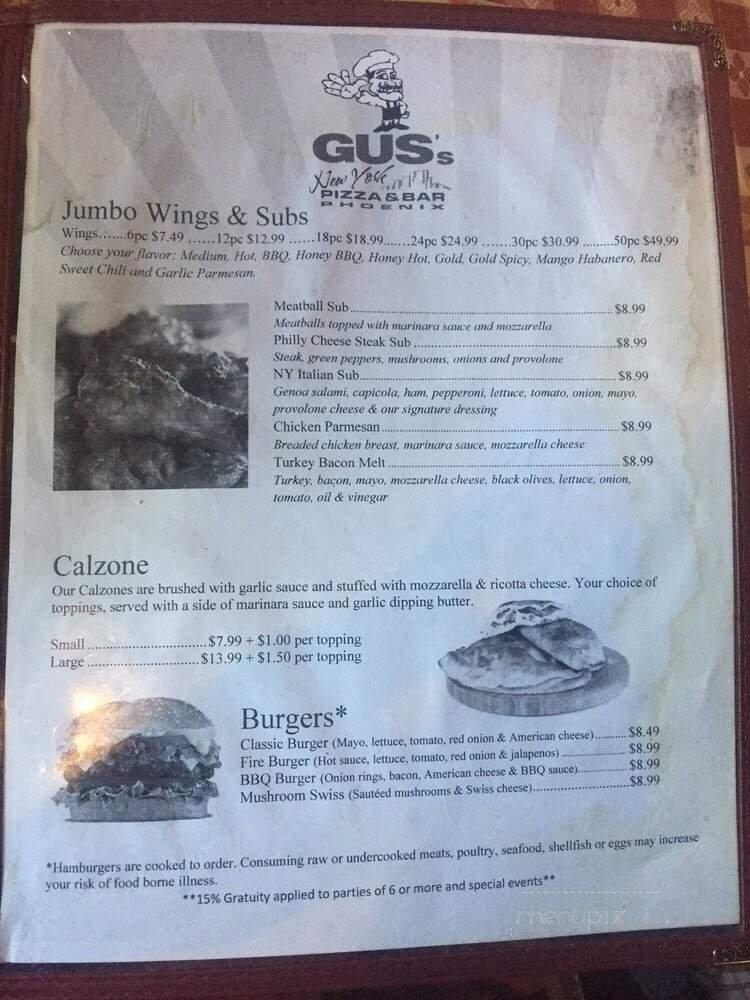 GUS's
New York
PIZZA & BAR
PHOENIX
Jumbo Wings & Subs
Wings.......6pc $7.49 ......12pc $12.99 ......18pc $18.99.......24pc $24.99 .......30pc $30.99 .........50pc $49.99
Choose your flavor: Medium, Hot, BBQ, Honey BBQ, Honey Hot, Gold, Gold Spicy, Mango Habanero, Red
Sweet Chili and Garlic Parmesan.
Meatball Sub ........ $8.99
Meatballs topped with marinara sauce and mozzarella
Philly Cheese Steak Sub ........ $8.99
Steak, green peppers, mushrooms, onions and provolone
NY Italian Sub ........ $8.99
Genoa salami, capicola, ham, pepperoni, lettuce, tomato, onion, mayo,
provolone cheese & our signature dressing
Chicken Parmesan ........ $8.99
Breaded chicken breast, marinara sauce, mozzarella cheese
Turkey Bacon Melt ........ $8.99
Turkey, bacon, mayo, mozzarella cheese, black olives, lettuce, onion,
tomato, oil & vinegar
Calzone
Our Calzones are brushed with garlic sauce and stuffed with mozzarella & ricotta cheese. Your choice of
toppings, served with a side of marinara sauce and garlic dipping butter.
Small ........ $7.99 + $1.00 per topping
Large ........ $13.99 + $1.50 per topping
Burgers*
Classic Burger (Mayo, lettuce, tomato, red onion & American cheese) ........ $8.49
Fire Burger (Hot sauce, lettuce, tomato, red onion & jalapenos) ........ $8.99
BBQ Burger (Onion rings, bacon, American cheese & BBQ sauce) ........ $8.99
Mushroom Swiss (Sautéed mushrooms & Swiss cheese) ........ $8.99
*Hamburgers are cooked to order. Consuming raw or undercooked meats, poultry, seafood, shellfish or eggs may increase
your risk of food borne illness.
**15% Gratuity applied to parties of 6 or more and special events**
menupix